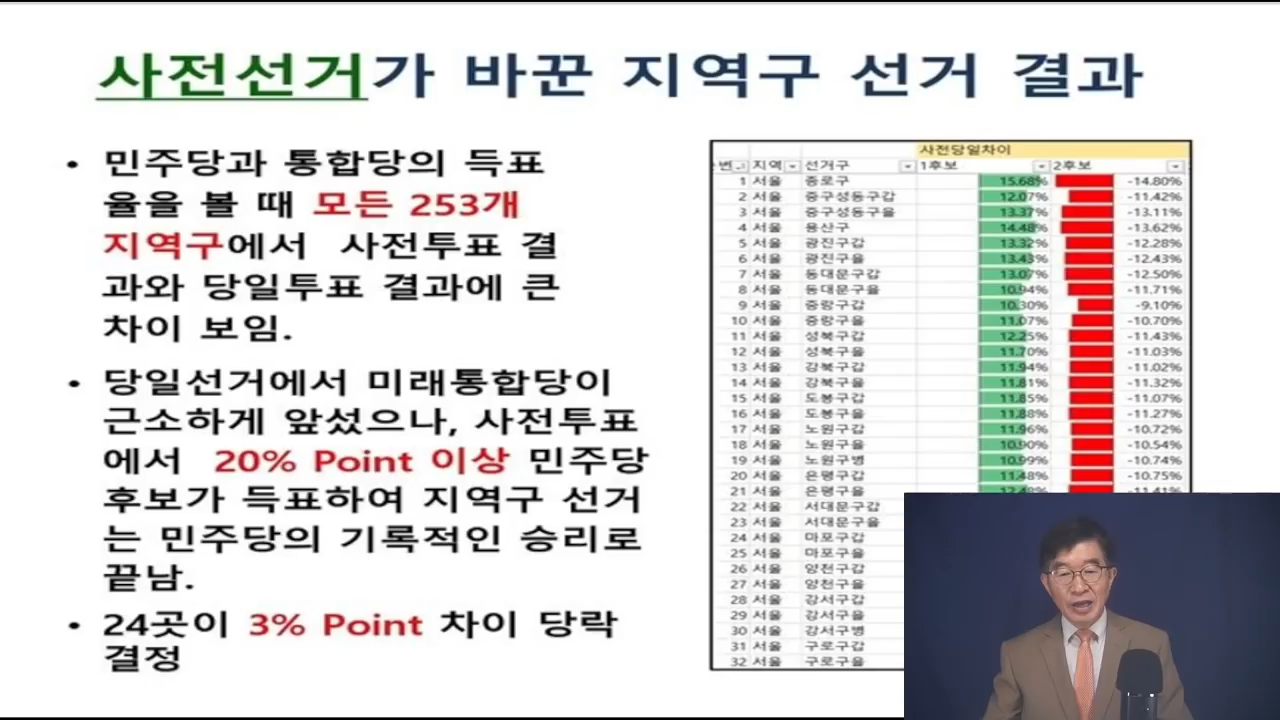 사전선거가 바꾼 지역구 선거 결과
• 민주당과 통합당의 득표
율을 볼 때 모든 253개
지역구에서 사전투표 결
과와 당일투표 결과에 큰
차이 보임.
• 당일선거에서 미래통합당이
근소하게 앞섰으나, 사전투표
에서 20% Point 이상 민주당
후보가 득표하여 지역구 선거
는 민주당의 기록적인 승리로
끝남.
• 24곳이 3% Point 차이 당락
결정
사전당일차이
번 지역 선거구 1후보 2후보
1 서울 종로구 15.68% -14.80%
2 서울 중구성동구갑 12.07% -11.42%
3 서울 중구성동구을 13.37% -13.11%
4 서울 용산구 14.48% -13.62%
5 서울 광진구갑 13.32% -12.28%
6 서울 광진구을 13.43% -12.43%
7 서울 동대문구갑 13.07% -12.50%
8 서울 동대문구을 10.94% -11.71%
9 서울 중랑구갑 10.30% -9.10%
10 서울 중랑구을 11.07% -10.70%
11 서울 성북구갑 12.25% -11.43%
12 서울 성북구을 11.70% -11.03%
13 서울 강북구갑 11.94% -11.02%
14 서울 강북구을 11.81% -11.32%
15 서울 도봉구갑 11.85% -11.07%
16 서울 도봉구을 11.88% -11.27%
17 서울 노원구갑 11.96% -10.72%
18 서울 노원구을 10.90% -10.54%
19 서울 노원구병 10.99% -10.74%
20 서울 은평구갑 11.48% -10.75%
21 서울 은평구을
22 서울 서대문구갑
23 서울 서대문구을
24 서울 마포구갑
25 서울 마포구을
26 서울 양천구갑
27 서울 양천구을
28 서울 강서구갑
29 서울 강서구을
30 서울 강서구병
31 서울 구로구갑
32 서울 구로구을